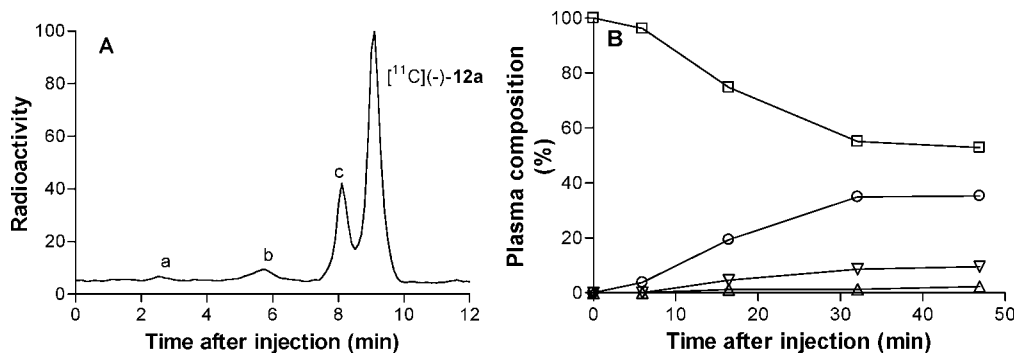 A
B
[¹¹C](-)-12a
c
a
b
100
80
60
40
20
0
0 2 4 6 8 10 12
Radioactivity
Time after injection (min)
100
80
60
40
20
0
0 10 20 30 40 50
Plasma composition
(%)
Time after injection (min)